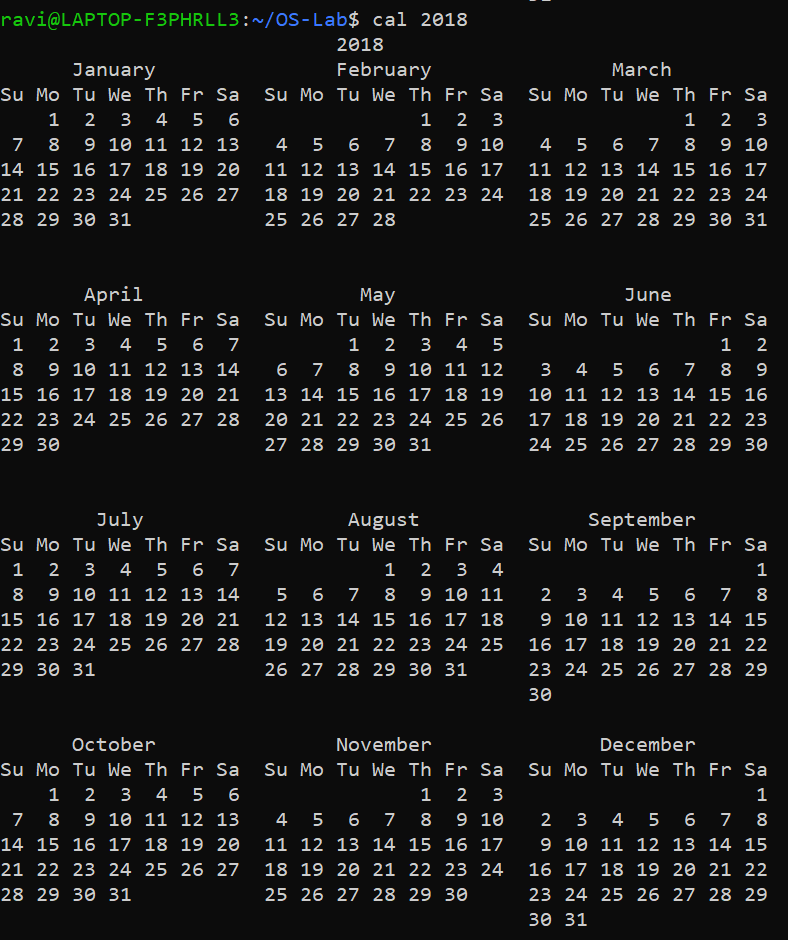 ravi@LAPTOP-F3PHRLL3:~/OS-Lab$ cal 2018
                            2018
      January               February               March
Su Mo Tu We Th Fr Sa  Su Mo Tu We Th Fr Sa  Su Mo Tu We Th Fr Sa
    1  2  3  4  5  6               1  2  3               1  2  3
 7  8  9 10 11 12 13   4  5  6  7  8  9 10   4  5  6  7  8  9 10
14 15 16 17 18 19 20  11 12 13 14 15 16 17  11 12 13 14 15 16 17
21 22 23 24 25 26 27  18 19 20 21 22 23 24  18 19 20 21 22 23 24
28 29 30 31           25 26 27 28           25 26 27 28 29 30 31

       April                  May                   June
Su Mo Tu We Th Fr Sa  Su Mo Tu We Th Fr Sa  Su Mo Tu We Th Fr Sa
 1  2  3  4  5  6  7         1  2  3  4  5                  1  2
 8  9 10 11 12 13 14   6  7  8  9 10 11 12   3  4  5  6  7  8  9
15 16 17 18 19 20 21  13 14 15 16 17 18 19  10 11 12 13 14 15 16
22 23 24 25 26 27 28  20 21 22 23 24 25 26  17 18 19 20 21 22 23
29 30                 27 28 29 30 31        24 25 26 27 28 29 30

        July                 August              September
Su Mo Tu We Th Fr Sa  Su Mo Tu We Th Fr Sa  Su Mo Tu We Th Fr Sa
 1  2  3  4  5  6  7            1  2  3  4                     1
 8  9 10 11 12 13 14   5  6  7  8  9 10 11   2  3  4  5  6  7  8
15 16 17 18 19 20 21  12 13 14 15 16 17 18   9 10 11 12 13 14 15
22 23 24 25 26 27 28  19 20 21 22 23 24 25  16 17 18 19 20 21 22
29 30 31              26 27 28 29 30 31     23 24 25 26 27 28 29
                                            30

      October               November              December
Su Mo Tu We Th Fr Sa  Su Mo Tu We Th Fr Sa  Su Mo Tu We Th Fr Sa
    1  2  3  4  5  6               1  2  3                     1
 7  8  9 10 11 12 13   4  5  6  7  8  9 10   2  3  4  5  6  7  8
14 15 16 17 18 19 20  11 12 13 14 15 16 17   9 10 11 12 13 14 15
21 22 23 24 25 26 27  18 19 20 21 22 23 24  16 17 18 19 20 21 22
28 29 30 31           25 26 27 28 29 30     23 24 25 26 27 28 29
                                            30 31